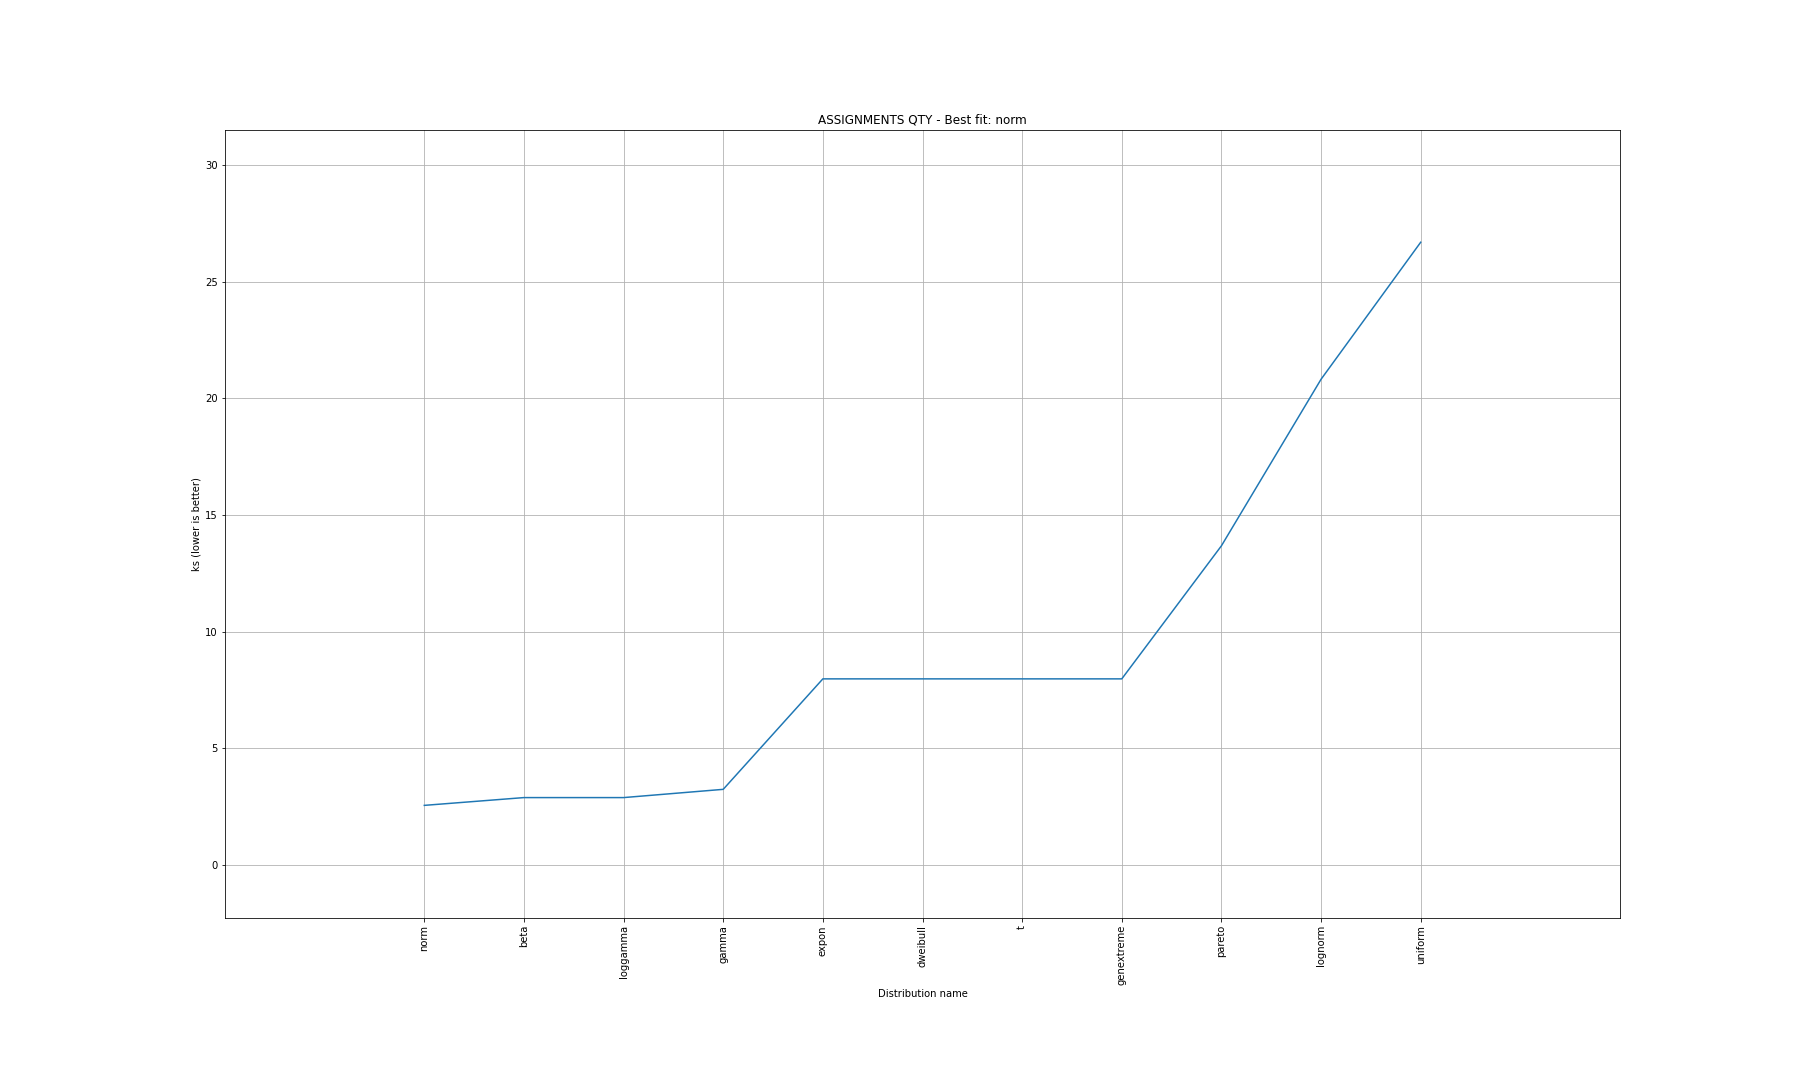 ASSIGNMENTS QTY - Best fit: norm
30
25
20
15
10
5
0
ks (lower is better)
norm
beta
loggamma
gamma
expon
dweibull
t
genextreme
pareto
lognorm
uniform
Distribution name